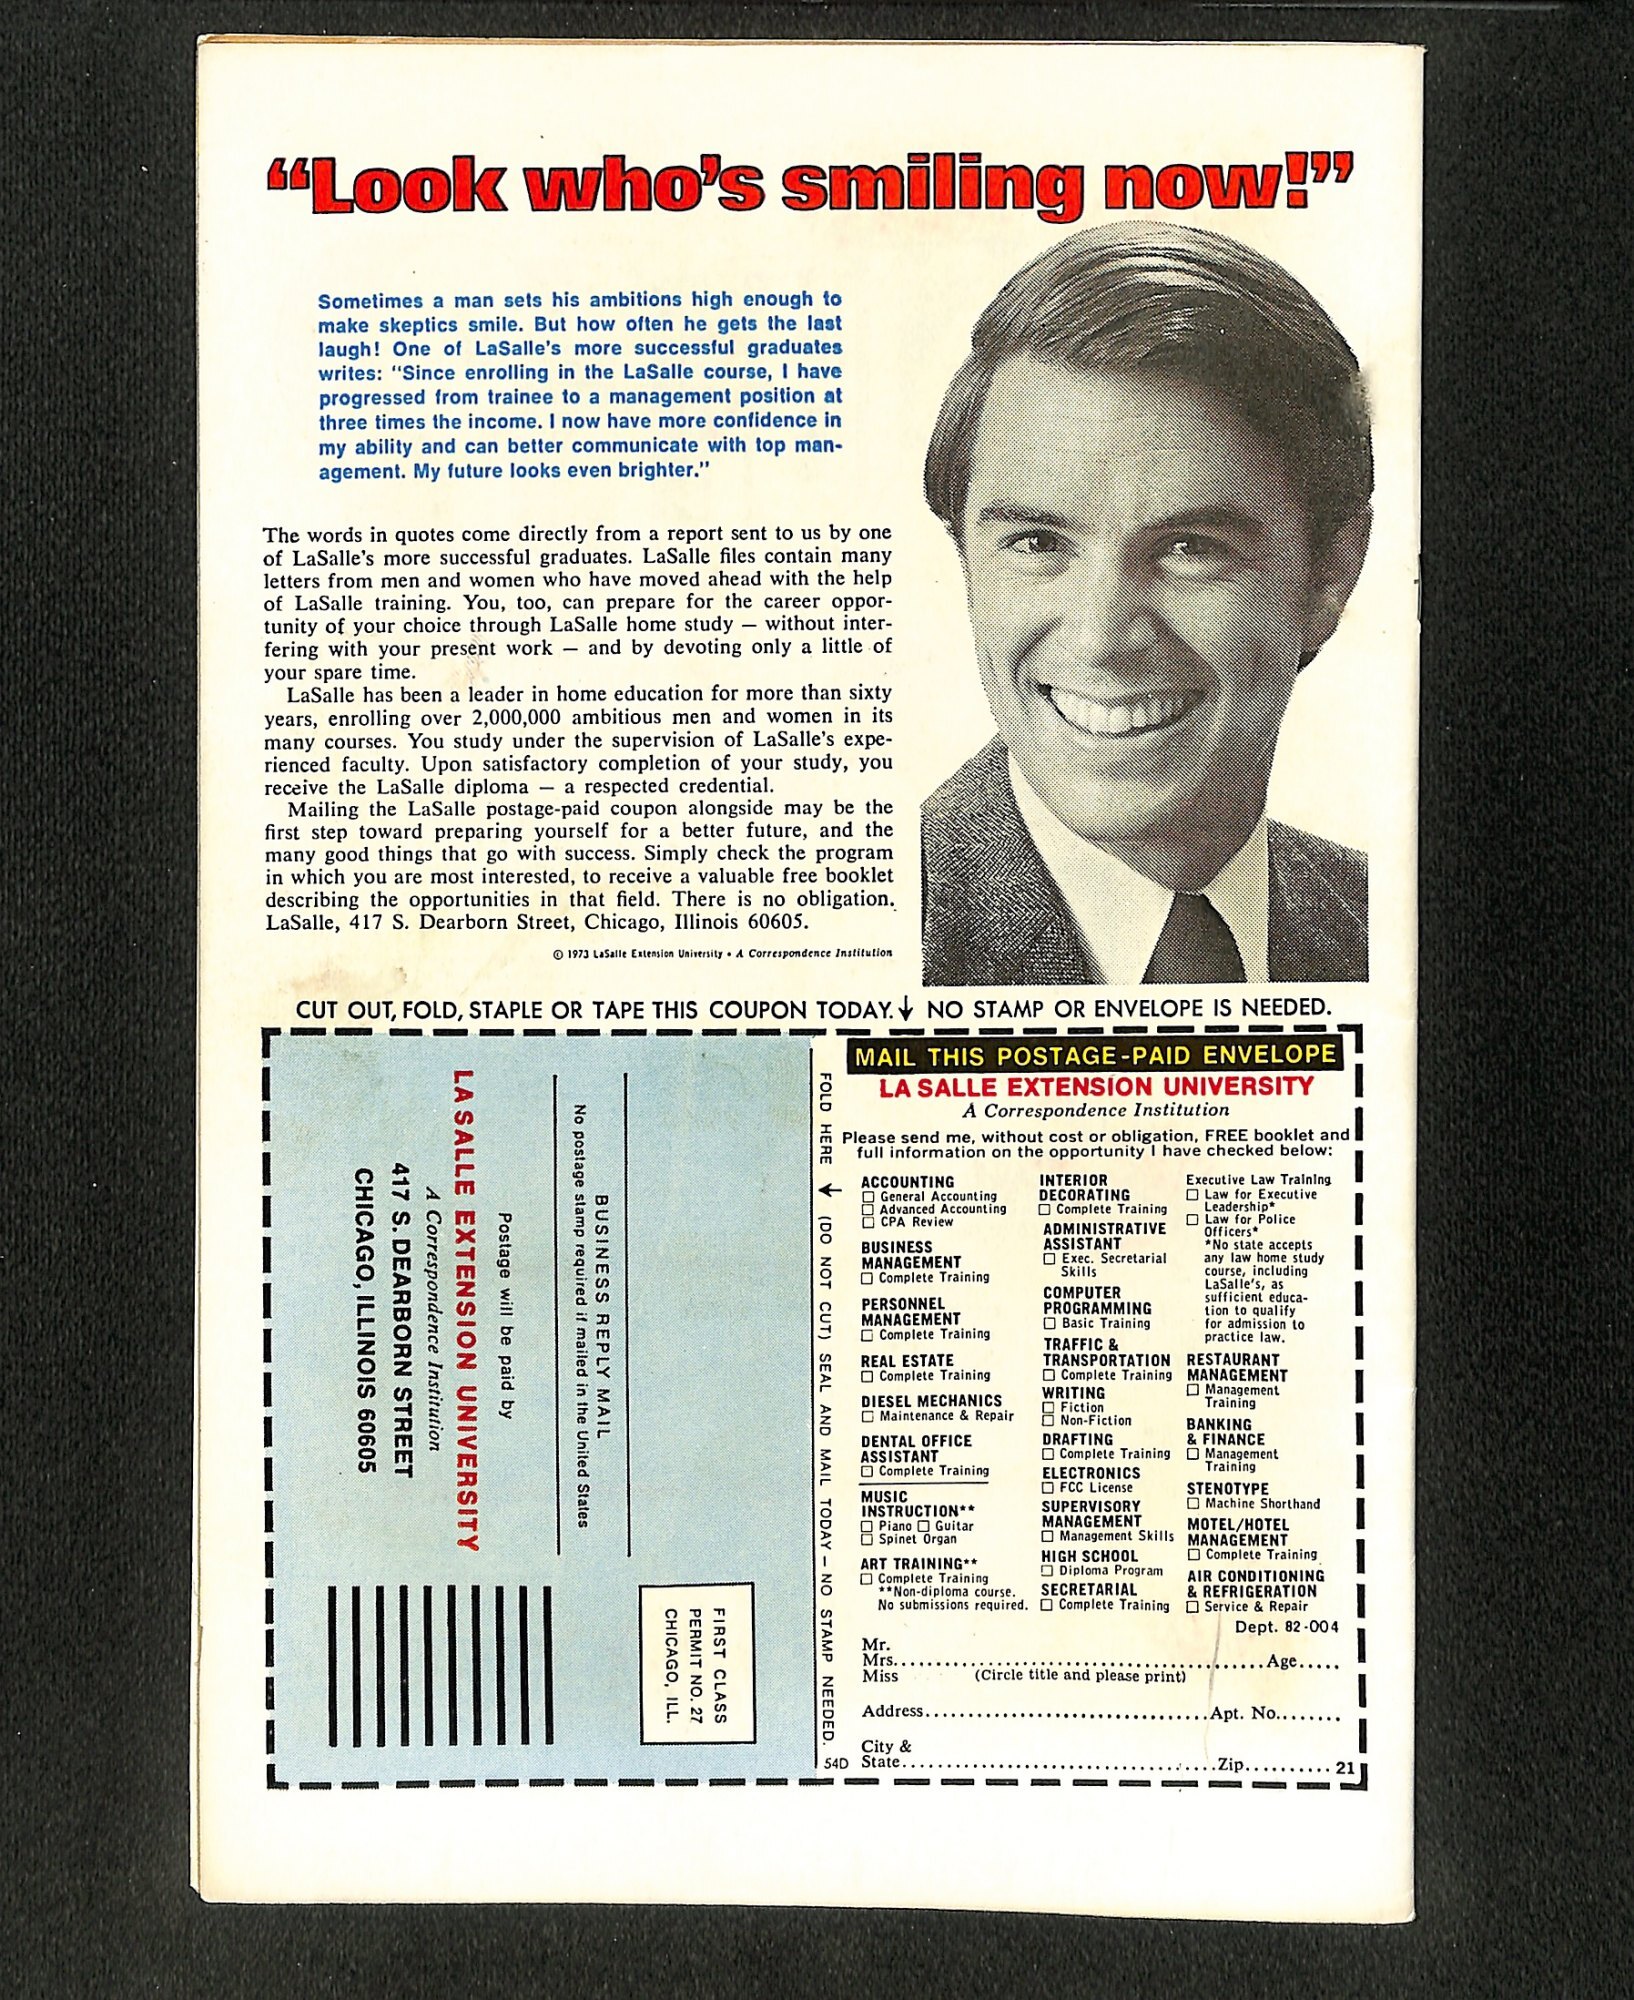 “Look who’s smiling now!”
Sometimes a man sets his ambitions high enough to
make skeptics smile. But how often he gets the last
laugh! One of LaSalle’s more successful graduates
writes: “Since enrolling in the LaSalle course, I have
progressed from trainee to a management position at
three times the income. I now have more confidence in
my ability and can better communicate with top man-
agement. My future looks even brighter.”
The words in quotes come directly from a report sent to us by one
of LaSalle’s more successful graduates. LaSalle files contain many
letters from men and women who have moved ahead with the help
of LaSalle training. You, too, can prepare for the career oppor-
tunity of your choice through LaSalle home study — without inter-
fering with your present work — and by devoting only a little of
your spare time.
LaSalle has been a leader in home education for more than sixty
years, enrolling over 2,000,000 ambitious men and women in its
many courses. You study under the supervision of LaSalle’s expe-
rienced faculty. Upon satisfactory completion of your study, you
receive the LaSalle diploma — a respected credential.
Mailing the LaSalle postage-paid coupon alongside may be the
first step toward preparing yourself for a better future, and the
many good things that go with success. Simply check the program
in which you are most interested, to receive a valuable free booklet
describing the opportunities in that field. There is no obligation.
LaSalle, 417 S. Dearborn Street, Chicago, Illinois 60605.
© 1973 LaSalle Extension University • A Correspondence Institution
CUT OUT, FOLD, STAPLE OR TAPE THIS COUPON TODAY. ↓ NO STAMP OR ENVELOPE IS NEEDED.
FIRST CLASS
PERMIT NO. 27
CHICAGO, ILL.
BUSINESS REPLY MAIL
No postage stamp required if mailed in the United States
Postage will be paid by
LA SALLE EXTENSION UNIVERSITY
A Correspondence Institution
417 S. DEARBORN STREET
CHICAGO, ILLINOIS 60605
FOLD HERE ↓ (DO NOT CUT) SEAL AND MAIL TODAY – NO STAMP NEEDED.
54D
MAIL THIS POSTAGE-PAID ENVELOPE
LA SALLE EXTENSION UNIVERSITY
A Correspondence Institution
Please send me, without cost or obligation, FREE booklet and
full information on the opportunity I have checked below:
ACCOUNTING
☐ General Accounting
☐ Advanced Accounting
☐ CPA Review
BUSINESS
MANAGEMENT
☐ Complete Training
PERSONNEL
MANAGEMENT
☐ Complete Training
REAL ESTATE
☐ Complete Training
DIESEL MECHANICS
☐ Maintenance & Repair
DENTAL OFFICE
ASSISTANT
☐ Complete Training
MUSIC
INSTRUCTION**
☐ Piano ☐ Guitar
☐ Spinet Organ
ART TRAINING**
☐ Complete Training
**Non-diploma course.
No submissions required.
INTERIOR
DECORATING
☐ Complete Training
ADMINISTRATIVE
ASSISTANT
☐ Exec. Secretarial
Skills
COMPUTER
PROGRAMMING
☐ Basic Training
TRAFFIC &
TRANSPORTATION
☐ Complete Training
WRITING
☐ Fiction
☐ Non-Fiction
DRAFTING
☐ Complete Training
ELECTRONICS
☐ FCC License
SUPERVISORY
MANAGEMENT
☐ Management Skills
HIGH SCHOOL
☐ Diploma Program
SECRETARIAL
☐ Complete Training
Executive Law Training
☐ Law for Executive
Leadership*
☐ Law for Police
Officers*
*No state accepts
any law home study
course, including
LaSalle’s, as
sufficient educa-
tion to qualify
for admission to
practice law.
RESTAURANT
MANAGEMENT
☐ Management
Training
BANKING
& FINANCE
☐ Management
Training
STENOTYPE
☐ Machine Shorthand
MOTEL/HOTEL
MANAGEMENT
☐ Complete Training
AIR CONDITIONING
& REFRIGERATION
☐ Service & Repair
Dept. 82-004
Mr.
Mrs. Age
Miss (Circle title and please print)
Address Apt. No.
City &
State Zip 21